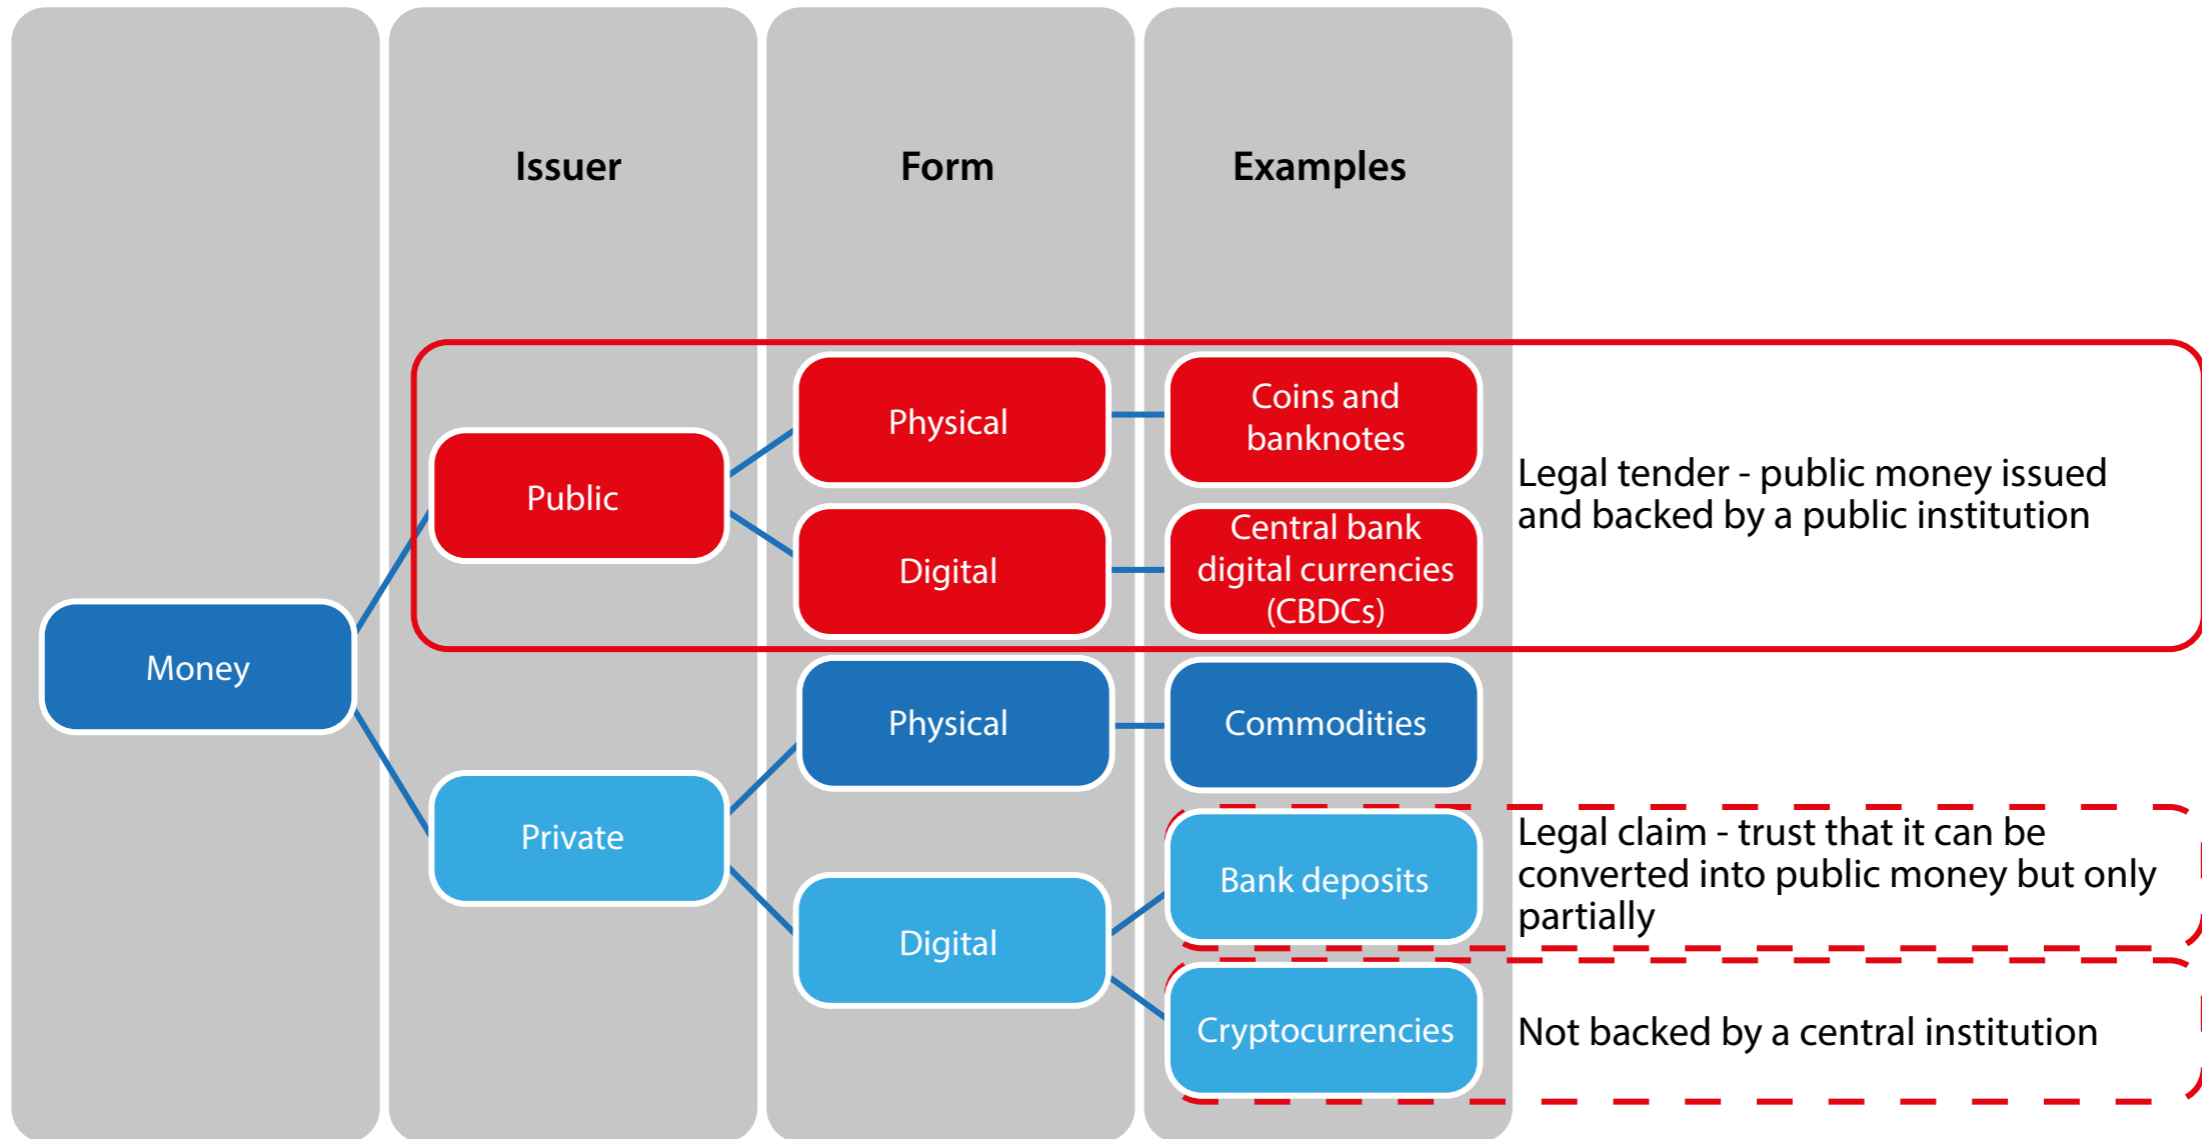 Issuer
Form
Examples
Money
Public
Physical
Coins and
banknotes
Digital
Central bank
digital currencies
(CBDCs)
Legal tender - public money issued
and backed by a public institution
Private
Physical
Commodities
Digital
Bank deposits
Legal claim - trust that it can be
converted into public money but only
partially
Cryptocurrencies
Not backed by a central institution